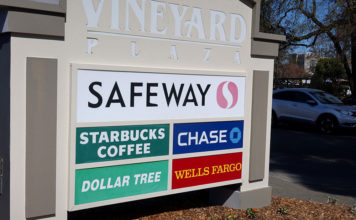 VINEYARD
PLAZA
SAFEWAY
STARBUCKS
COFFEE
CHASE
DOLLAR TREE
WELLS FARGO